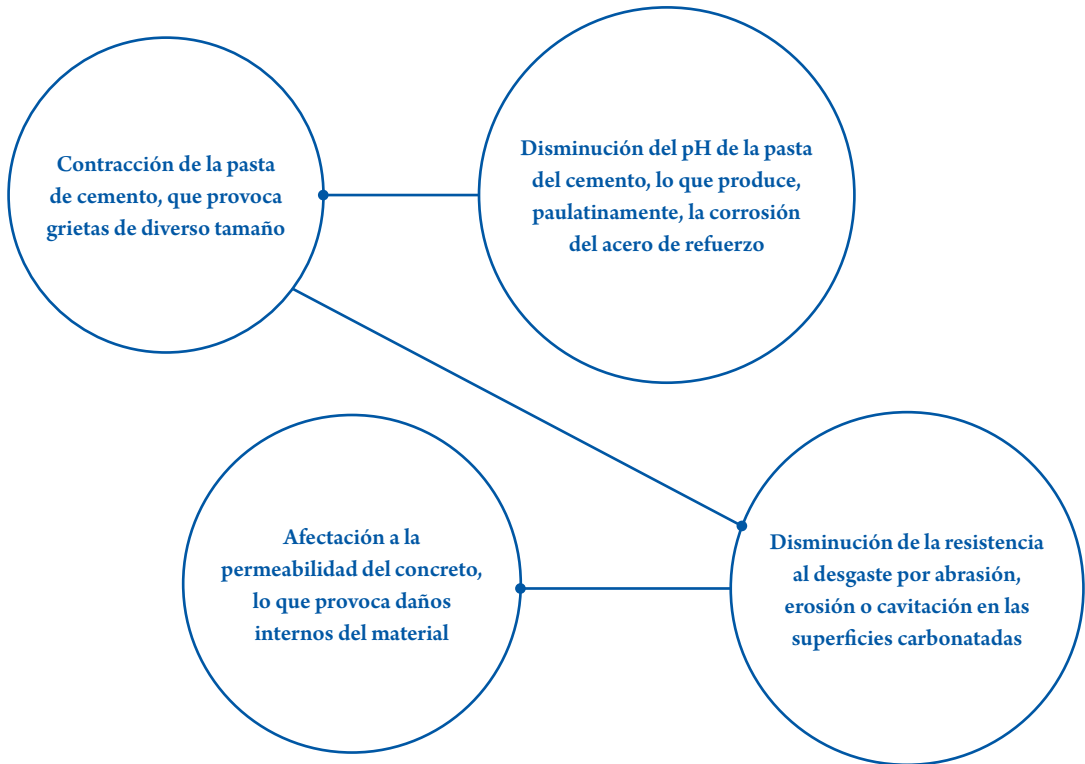 Contracción de la pasta
de cemento, que provoca
grietas de diverso tamaño
Disminución del pH de la pasta
del cemento, lo que produce,
paulatinamente, la corrosión
del acero de refuerzo
Afectación a la
permeabilidad del concreto,
lo que provoca daños
internos del material
Disminución de la resistencia
al desgaste por abrasión,
erosión o cavitación en las
superficies carbonatadas